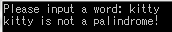 Please input a word: kitty
kitty is not a palindrome!